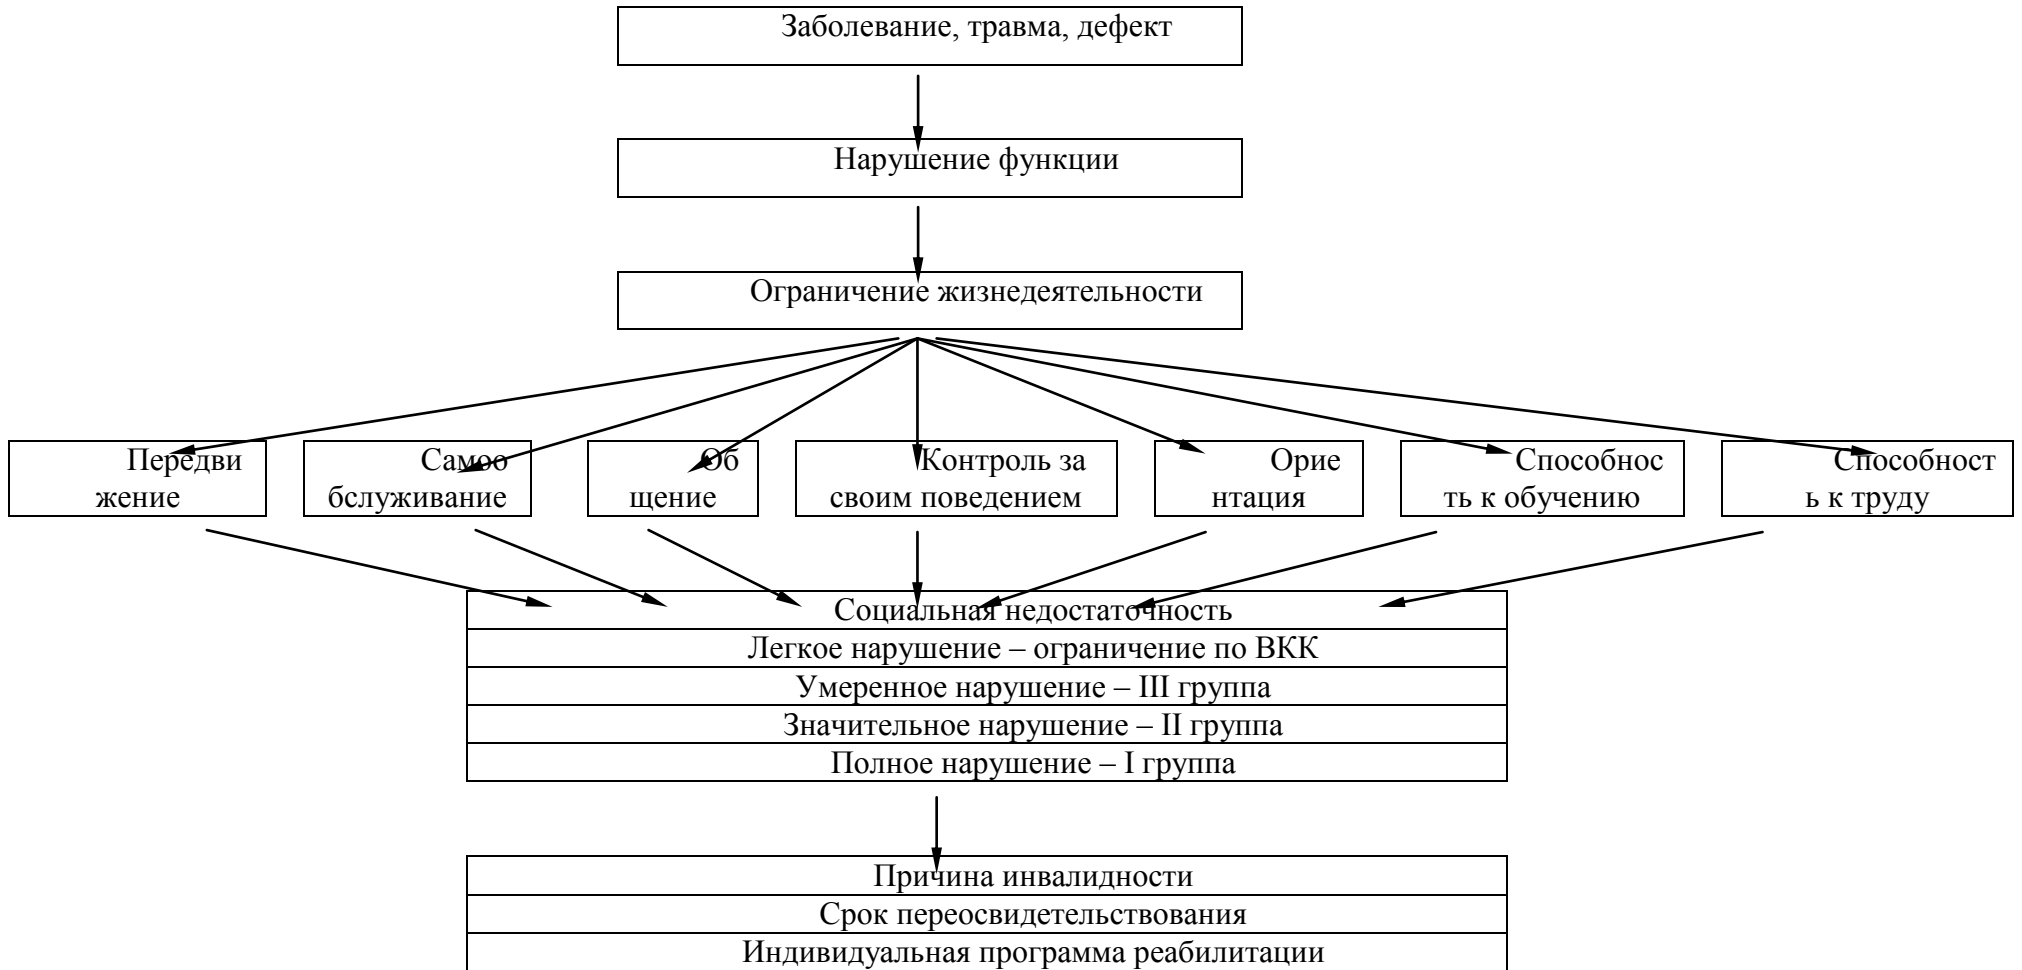 Заболевание, травма, дефект
Нарушение функции
Ограничение жизнедеятельности
Передви
жение
Самоо
бслуживание
Об
щение
Контроль за
своим поведением
Орие
нтация
Способнос
ть к обучению
Способност
ь к труду
Социальная недостаточность
Легкое нарушение – ограничение по ВКК
Умеренное нарушение – III группа
Значительное нарушение – II группа
Полное нарушение – I группа
Причина инвалидности
Срок переосвидетельствования
Индивидуальная программа реабилитации